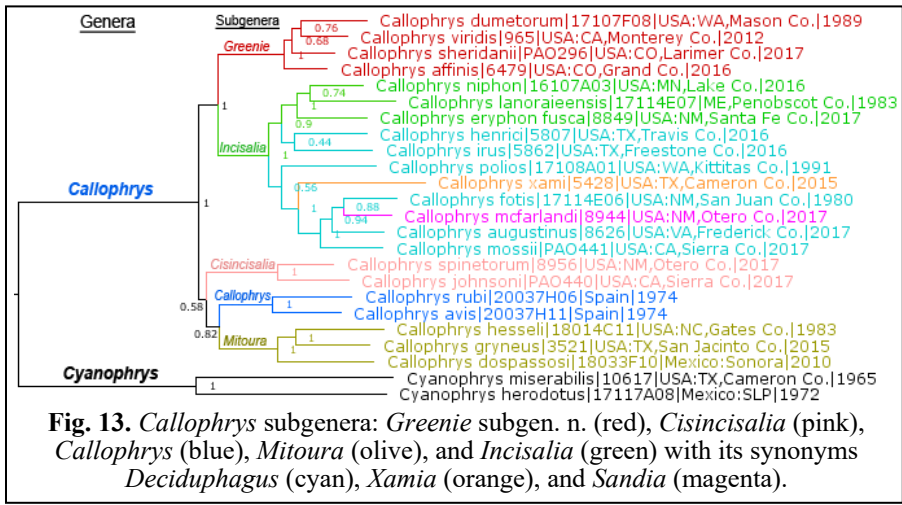 Genera
Subgenera
Callophrys dumetorum|17107F08|USA:WA,Mason Co.|1989
0.76
Callophrys viridis|965|USA:CA,Monterey Co.|2012
Greenie
0.68
Callophrys sheridanii|PAO296|USA:CO,Larimer Co.|2017
1
Callophrys affinis|6479|USA:CO,Grand Co.|2016
Callophrys niphon|16107A03|USA:MN,Lake Co.|2016
0.74
1
Callophrys lanoraieensis|17114E07|ME,Penobscot Co.|1983
1
Callophrys eryphon fusca|8849|USA:NM,Santa Fe Co.|2017
0.9
Callophrys henrici|5807|USA:TX,Travis Co.|2016
Incisalia
0.44
1
Callophrys irus|5862|USA:TX,Freestone Co.|2016
Callophrys polios|17108A01|USA:WA,Kittitas Co.|1991
Callophrys
0.56
Callophrys xami|5428|USA:TX,Cameron Co.|2015
1
Callophrys fotis|17114E06|USA:NM,San Juan Co.|1980
0.88
1
Callophrys mcfarlandi|8944|USA:NM,Otero Co.|2017
0.94
Callophrys augustinus|8626|USA:VA,Frederick Co.|2017
1
Callophrys mossii|PAO441|USA:CA,Sierra Co.|2017
Cisincisalia
Callophrys spinetorum|8956|USA:NM,Otero Co.|2017
1
Callophrys johnsoni|PAO440|USA:CA,Sierra Co.|2017
Callophrys
Callophrys rubi|20037H06|Spain|1974
0.58
1
Callophrys avis|20037H11|Spain|1974
0.82
Callophrys hesseli|18014C11|USA:NC,Gates Co.|1983
Mitoura
1
Callophrys gryneus|3521|USA:TX,San Jacinto Co.|2015
1
Callophrys dospassosi|18033F10|Mexico:Sonora|2010
Cyanophrys
Cyanophrys miserabilis|10617|USA:TX,Cameron Co.|1965
1
Cyanophrys herodotus|17117A08|Mexico:SLP|1972
Fig. 13. Callophrys subgenera: Greenie subgen. n. (red), Cisincisalia (pink),
Callophrys (blue), Mitoura (olive), and Incisalia (green) with its synonyms
Deciduphagus (cyan), Xamia (orange), and Sandia (magenta).